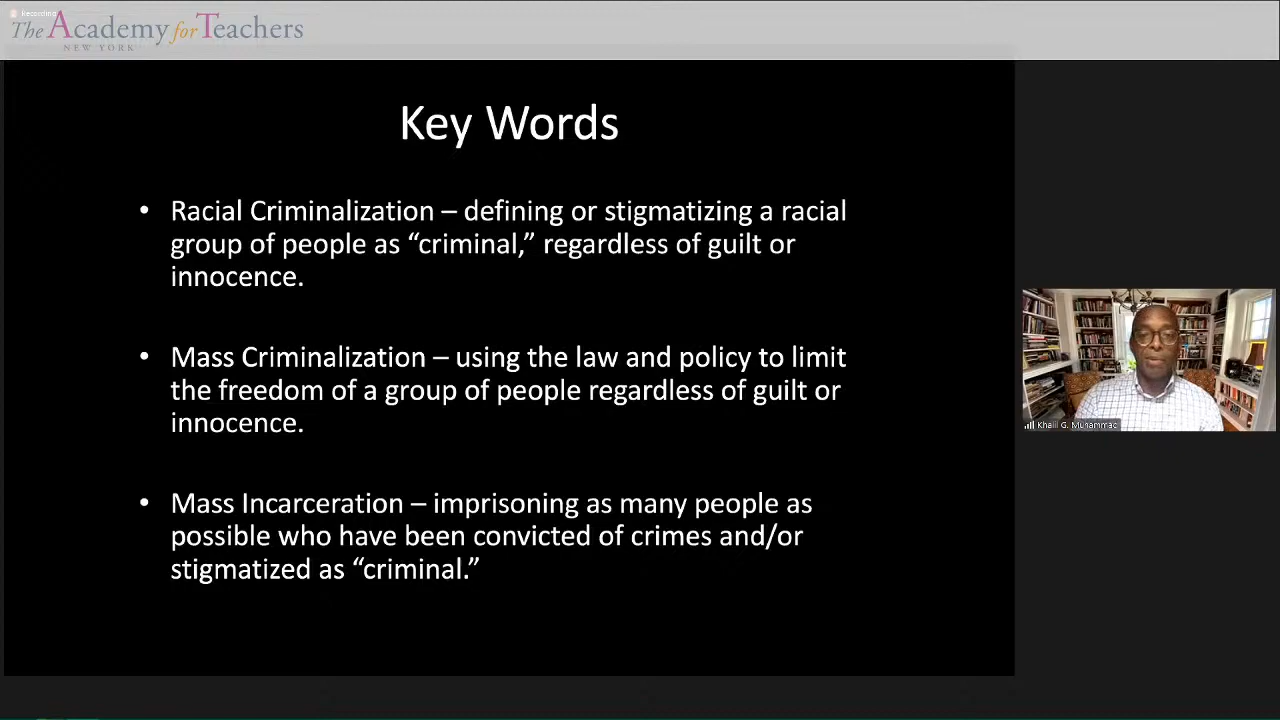 Recording
The Academy for Teachers
NEW YORK
Key Words
• Racial Criminalization – defining or stigmatizing a racial
group of people as “criminal,” regardless of guilt or
innocence.
• Mass Criminalization – using the law and policy to limit
the freedom of a group of people regardless of guilt or
innocence.
• Mass Incarceration – imprisoning as many people as
possible who have been convicted of crimes and/or
stigmatized as “criminal.”
Khalil G. Muhammad